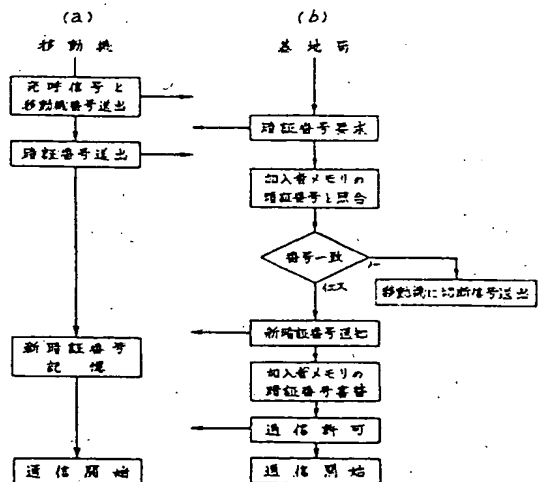 (a)
移動機
発呼信号と
移動機番号送出
暗証番号送出
新暗証番号
記憶
通信開始
(b)
基地局
暗証番号要求
加入者メモリの
暗証番号と照合
番号一致
ノー
イエス
移動機に切断信号送出
新暗証番号通知
加入者メモリの
暗証番号書替
通信許可
通信開始